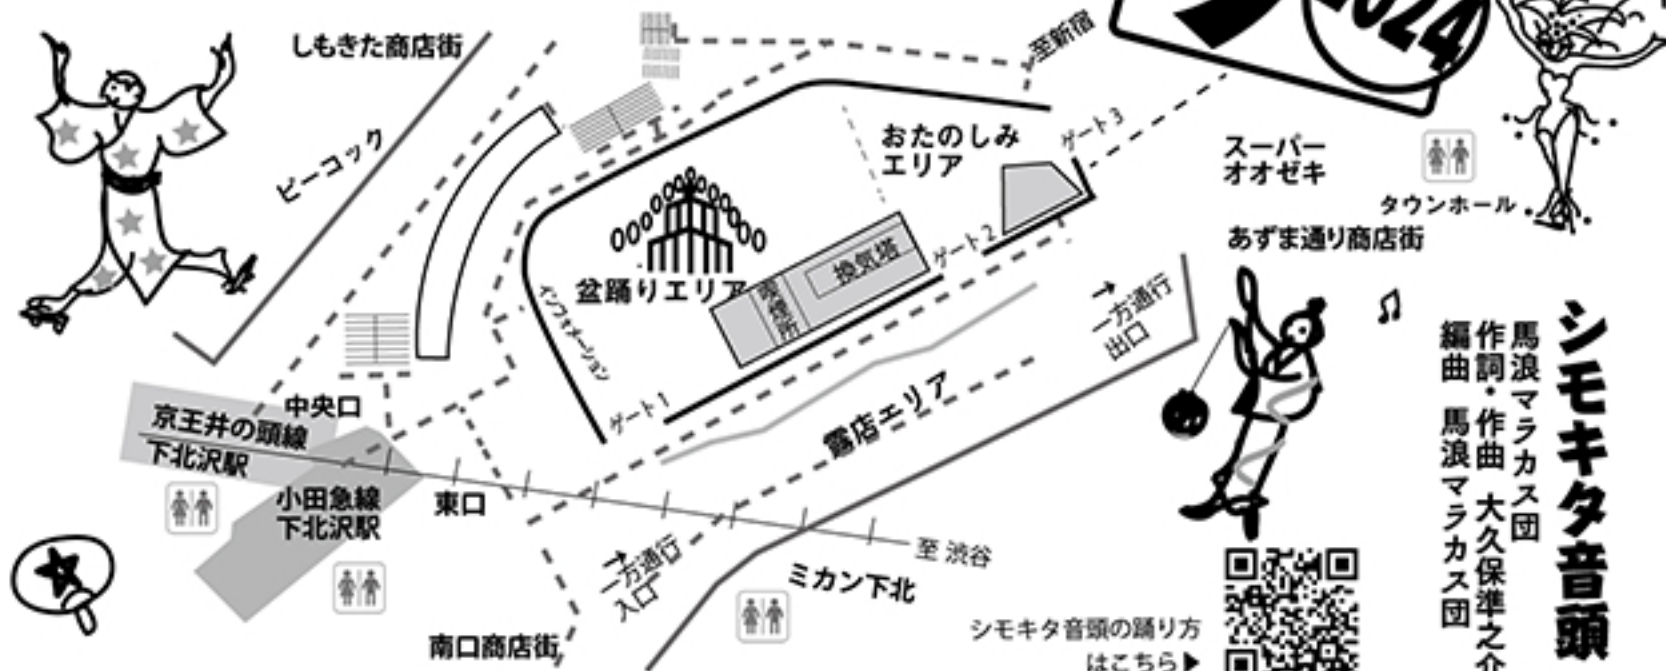 しもきた商店街
ピーコック
至新宿
2024
おたのしみ
エリア
ゲート3
スーパー
オオゼキ
タウンホール
あずま通り商店街
盆踊りエリア
換気塔
喫煙所
ゲート2
インフォメーション
一方通行
出口
ゲート1
露店エリア
中央口
京王井の頭線
下北沢駅
小田急線
下北沢駅
東口
一方通行
入口
至 渋谷
ミカン下北
南口商店街
シモキタ音頭の踊り方
はこちら▶
シモキタ音頭
馬浪マラカス団
作詞・作曲 大久保準之介
編曲 馬浪マラカス団